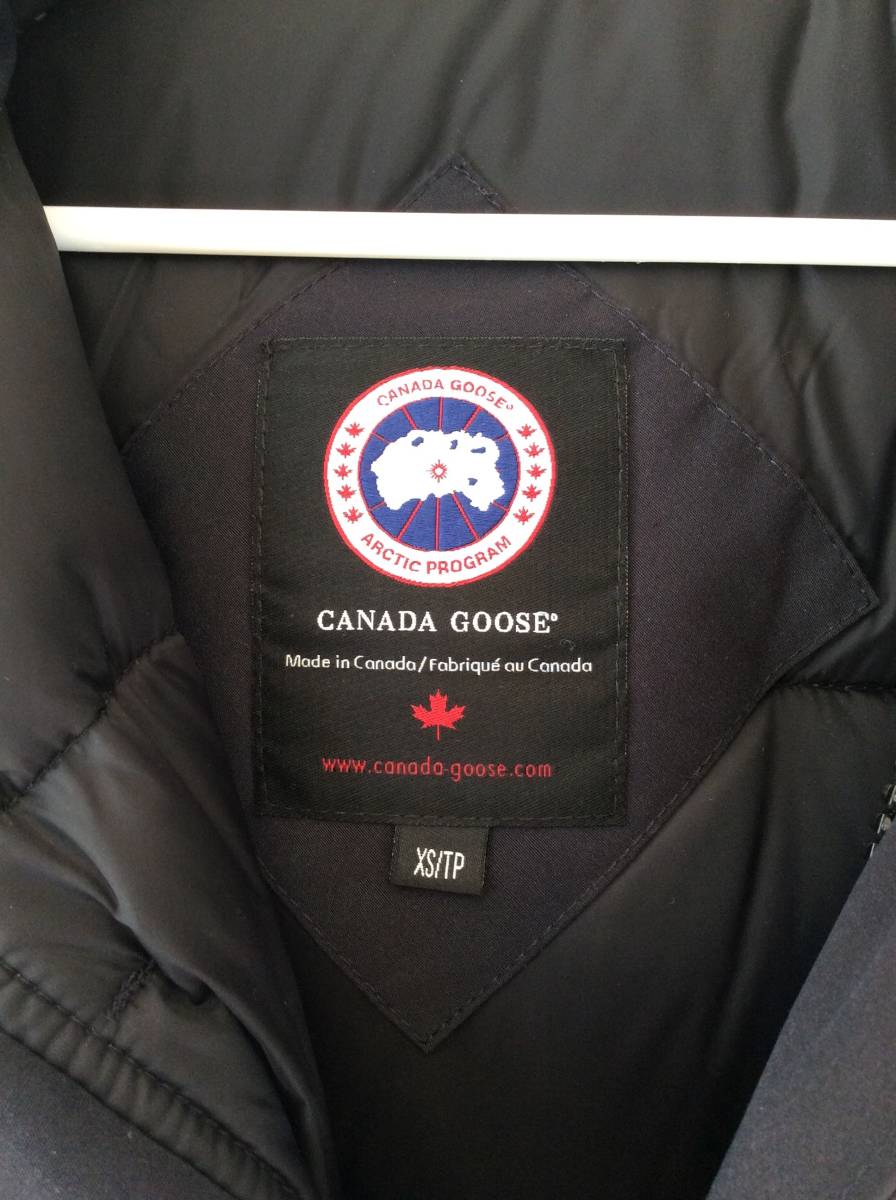 CANADA GOOSE®
ARCTIC PROGRAM
CANADA GOOSE®
Made in Canada/Fabriqué au Canada
www.canada-goose.com
XS/TP